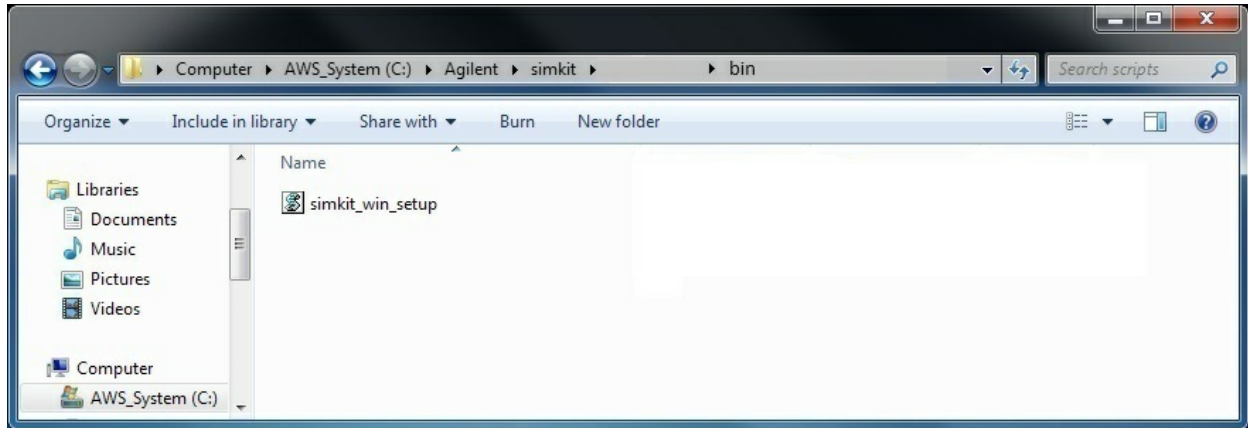 Computer AWS_System (C:) Agilent simkit bin Search scripts
Organize Include in library Share with Burn New folder
Name
Libraries
simkit_win_setup
Documents
Music
Pictures
Videos
Computer
AWS_System (C:)